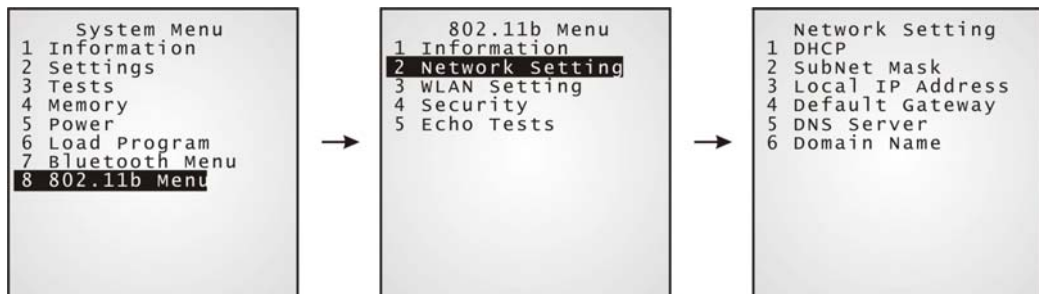 System Menu
1 Information
2 Settings
3 Tests
4 Memory
5 Power
6 Load Program
7 Bluetooth Menu
8 802.11b Menu
802.11b Menu
1 Information
2 Network Setting
3 WLAN Setting
4 Security
5 Echo Tests
Network Setting
1 DHCP
2 SubNet Mask
3 Local IP Address
4 Default Gateway
5 DNS Server
6 Domain Name